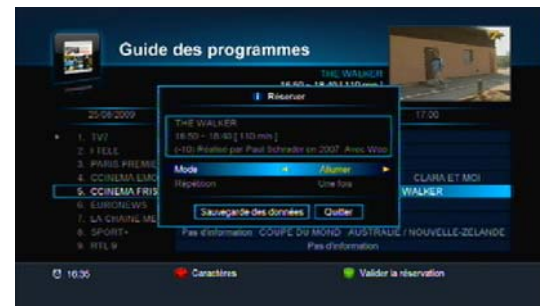 Guide des programmes
THE WALKER
16:50 ~ 18:40 [ 110 min ]
Réserver
25/06/2009
17:00
THE WALKER
16:50 ~ 18:40 [ 110 min ]
(-10) Réalisé par Paul Schrader en 2007. Avec Woo
Mode Allumer
Répétition Une fois
Sauvegarde des données Quitter
1. TV7
2. I TELE
3. PARIS PREMIE
4. CCINEMA EMO CLARA ET MOI
5. CCINEMA FRIS WALKER
6. EURONEWS
7. LA CHAINE ME
8. SPORT+ Pas d'information COUPE DU MOND AUSTRALIE / NOUVELLE-ZELANDE
9. RTL 9 Pas d'information
16:35 Caractères Valider la réservation